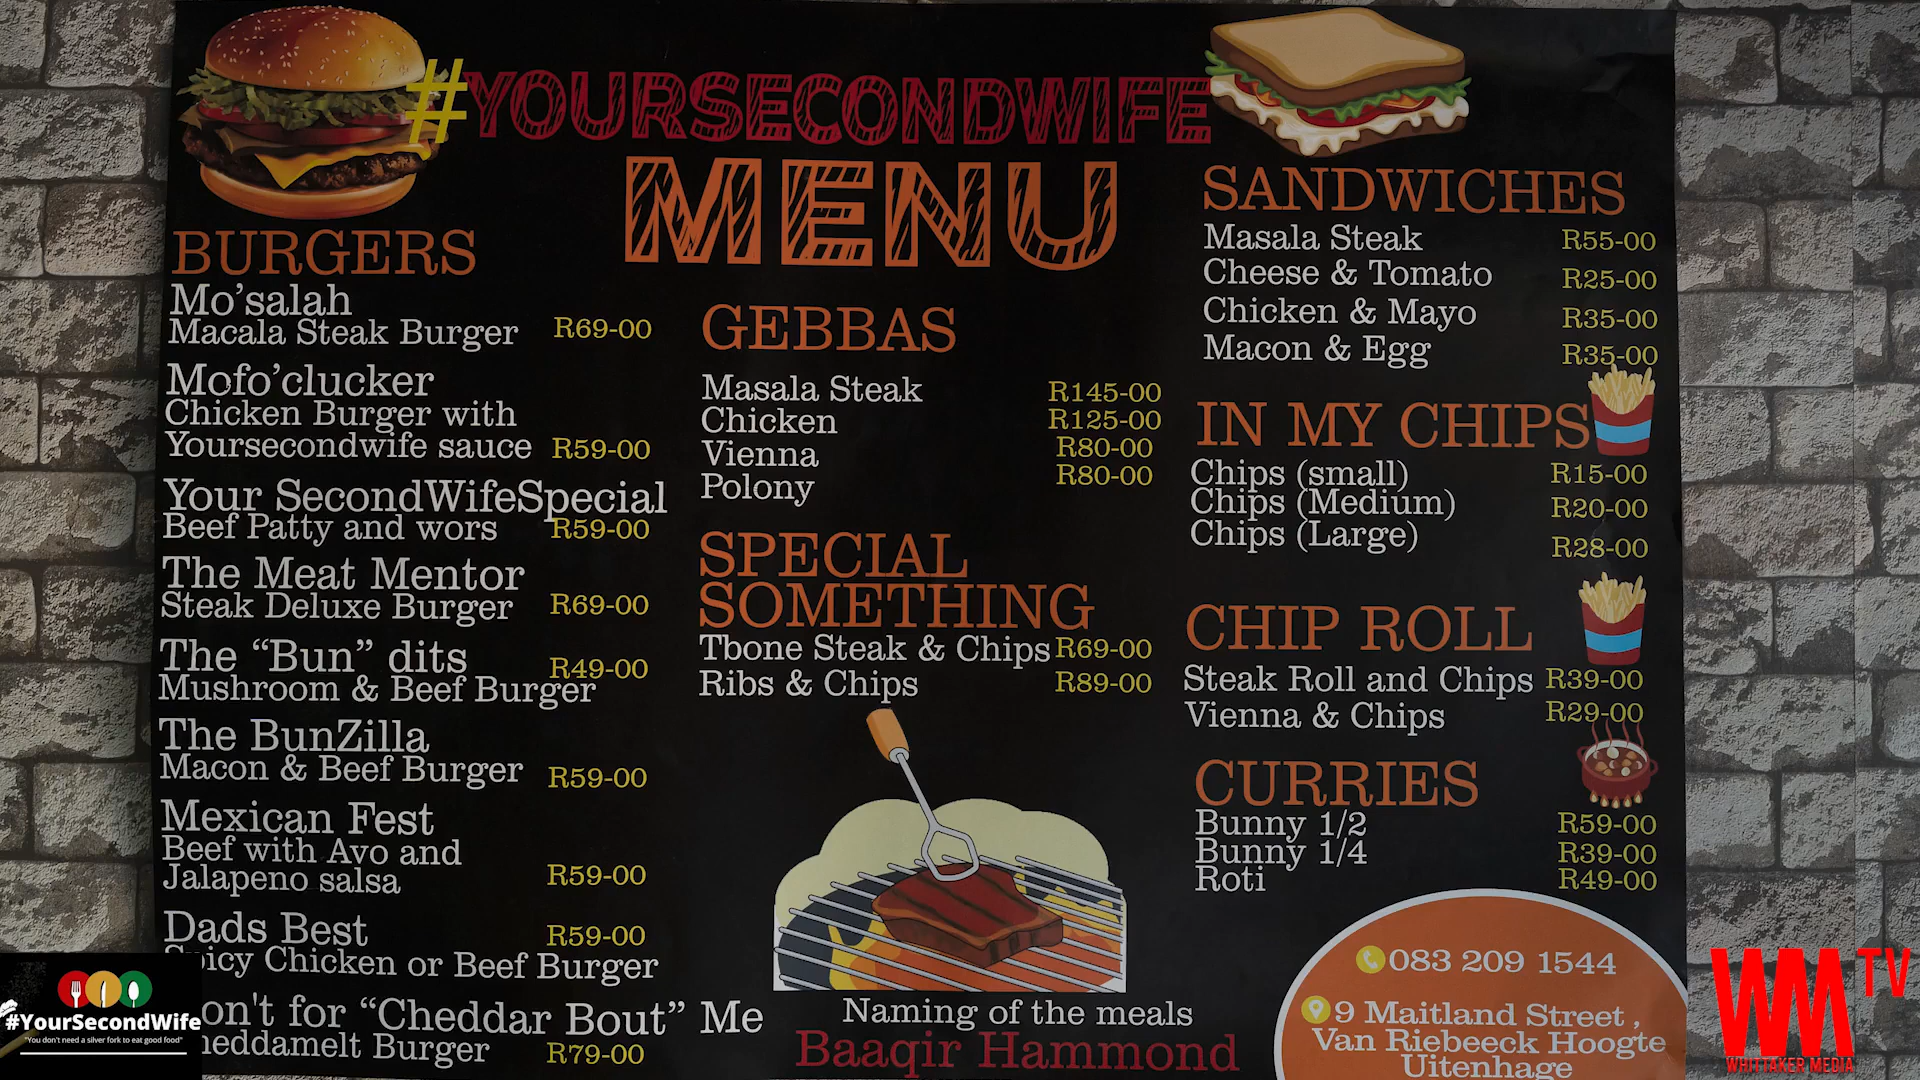 #YOURSECONDWIFE
MENU
BURGERS
Mo'salah
Macala Steak Burger R69-00
Mofo'clucker
Chicken Burger with
Yoursecondwife sauce R59-00
Your SecondWifeSpecial
Beef Patty and wors R59-00
The Meat Mentor
Steak Deluxe Burger R69-00
The “Bun” dits R49-00
Mushroom & Beef Burger
The BunZilla
Macon & Beef Burger R59-00
Mexican Fest
Beef with Avo and
Jalapeno salsa R59-00
Dads Best R59-00
Chicken or Beef Burger
for “Cheddar Bout” Me
Burger R79-00
GEBBAS
Masala Steak R145-00
Chicken R125-00
Vienna R80-00
Polony R80-00
SPECIAL
SOMETHING
Tbone Steak & Chips R69-00
Ribs & Chips R89-00
Naming of the meals
Baaqir Hammond
SANDWICHES
Masala Steak R55-00
Cheese & Tomato R25-00
Chicken & Mayo R35-00
Macon & Egg R35-00
IN MY CHIPS
Chips (small) R15-00
Chips (Medium) R20-00
Chips (Large) R28-00
CHIP ROLL
Steak Roll and Chips R39-00
Vienna & Chips R29-00
CURRIES
Bunny 1/2 R59-00
Bunny 1/4 R39-00
Roti R49-00
083 209 1544
9 Maitland Street ,
Van Riebeeck Hoogte
Uitenhage
#YourSecondWife
"You don't need a silver fork to eat good food"
WM TV
WHITTAKER MEDIA